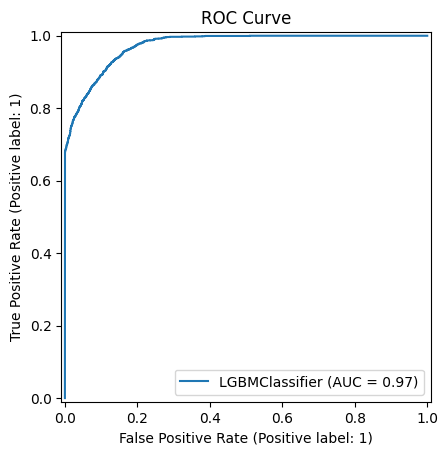 ROC Curve
1.0
0.8
0.6
0.4
0.2
0.0
True Positive Rate (Positive label: 1)
LGBMClassifier (AUC = 0.97)
0.0 0.2 0.4 0.6 0.8 1.0
False Positive Rate (Positive label: 1)